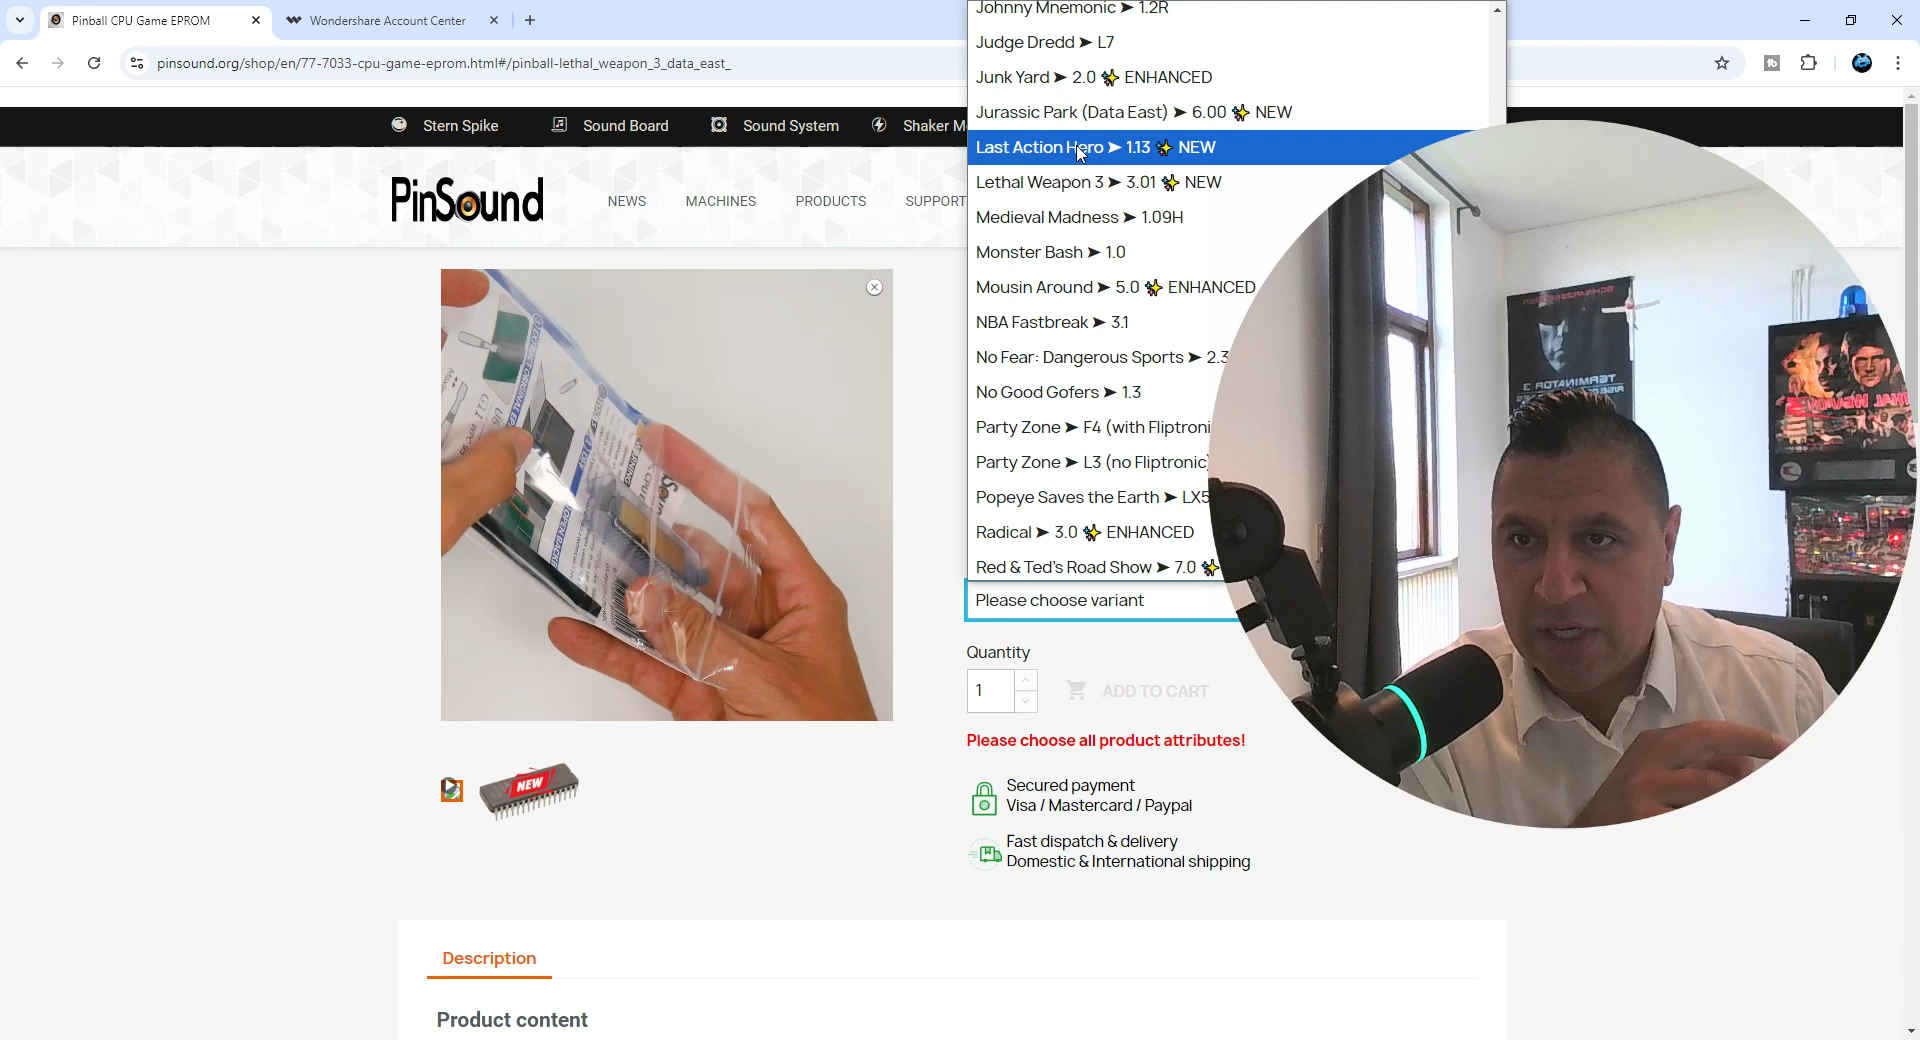 Pinball CPU Game EPROM
Wondershare Account Center
pinsound.org/shop/en/77-7033-cpu-game-eprom.html#/pinball-lethal_weapon_3_data_east_
Stern Spike
Sound Board
Sound System
Shaker M
PinSound
NEWS
MACHINES
PRODUCTS
SUPPORT
Johnny Mnemonic ➤ 1.2R
Judge Dredd ➤ L7
Junk Yard ➤ 2.0 ✨ ENHANCED
Jurassic Park (Data East) ➤ 6.00 ✨ NEW
Last Action Hero ➤ 1.13 ✨ NEW
Lethal Weapon 3 ➤ 3.01 ✨ NEW
Medieval Madness ➤ 1.09H
Monster Bash ➤ 1.0
Mousin Around ➤ 5.0 ✨ ENHANCED
NBA Fastbreak ➤ 3.1
No Fear: Dangerous Sports ➤ 2.3
No Good Gofers ➤ 1.3
Party Zone ➤ F4 (with Fliptroni
Party Zone ➤ L3 (no Fliptronic)
Popeye Saves the Earth ➤ LX5
Radical ➤ 3.0 ✨ ENHANCED
Red & Ted's Road Show ➤ 7.0 ✨
Please choose variant
Quantity
1
ADD TO CART
Please choose all product attributes!
Secured payment
Visa / Mastercard / Paypal
Fast dispatch & delivery
Domestic & International shipping
NEW
TERMINATOR 3
Description
Product content